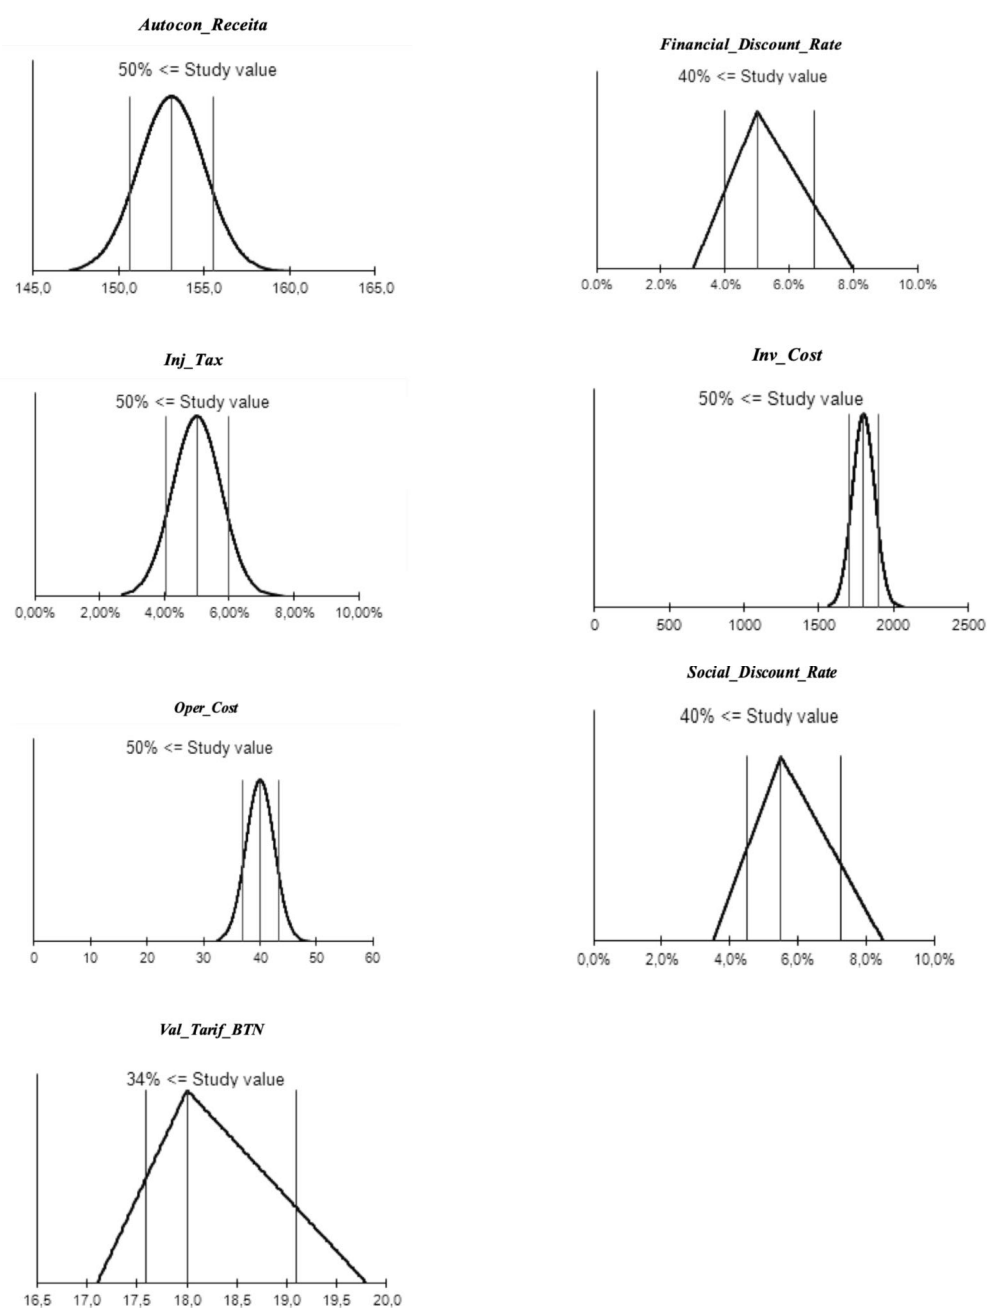 Autocon_Receita
50% <= Study value
145,0 150,0 155,0 160,0 165,0
Financial_Discount_Rate
40% <= Study value
0.0% 2.0% 4.0% 6.0% 8.0% 10.0%
Inj_Tax
50% <= Study value
0,00% 2,00% 4,00% 6,00% 8,00% 10,00%
Inv_Cost
50% <= Study value
0 500 1000 1500 2000 2500
Oper_Cost
50% <= Study value
0 10 20 30 40 50 60
Social_Discount_Rate
40% <= Study value
0,0% 2,0% 4,0% 6,0% 8,0% 10,0%
Val_Tarif_BTN
34% <= Study value
16,5 17,0 17,5 18,0 18,5 19,0 19,5 20,0